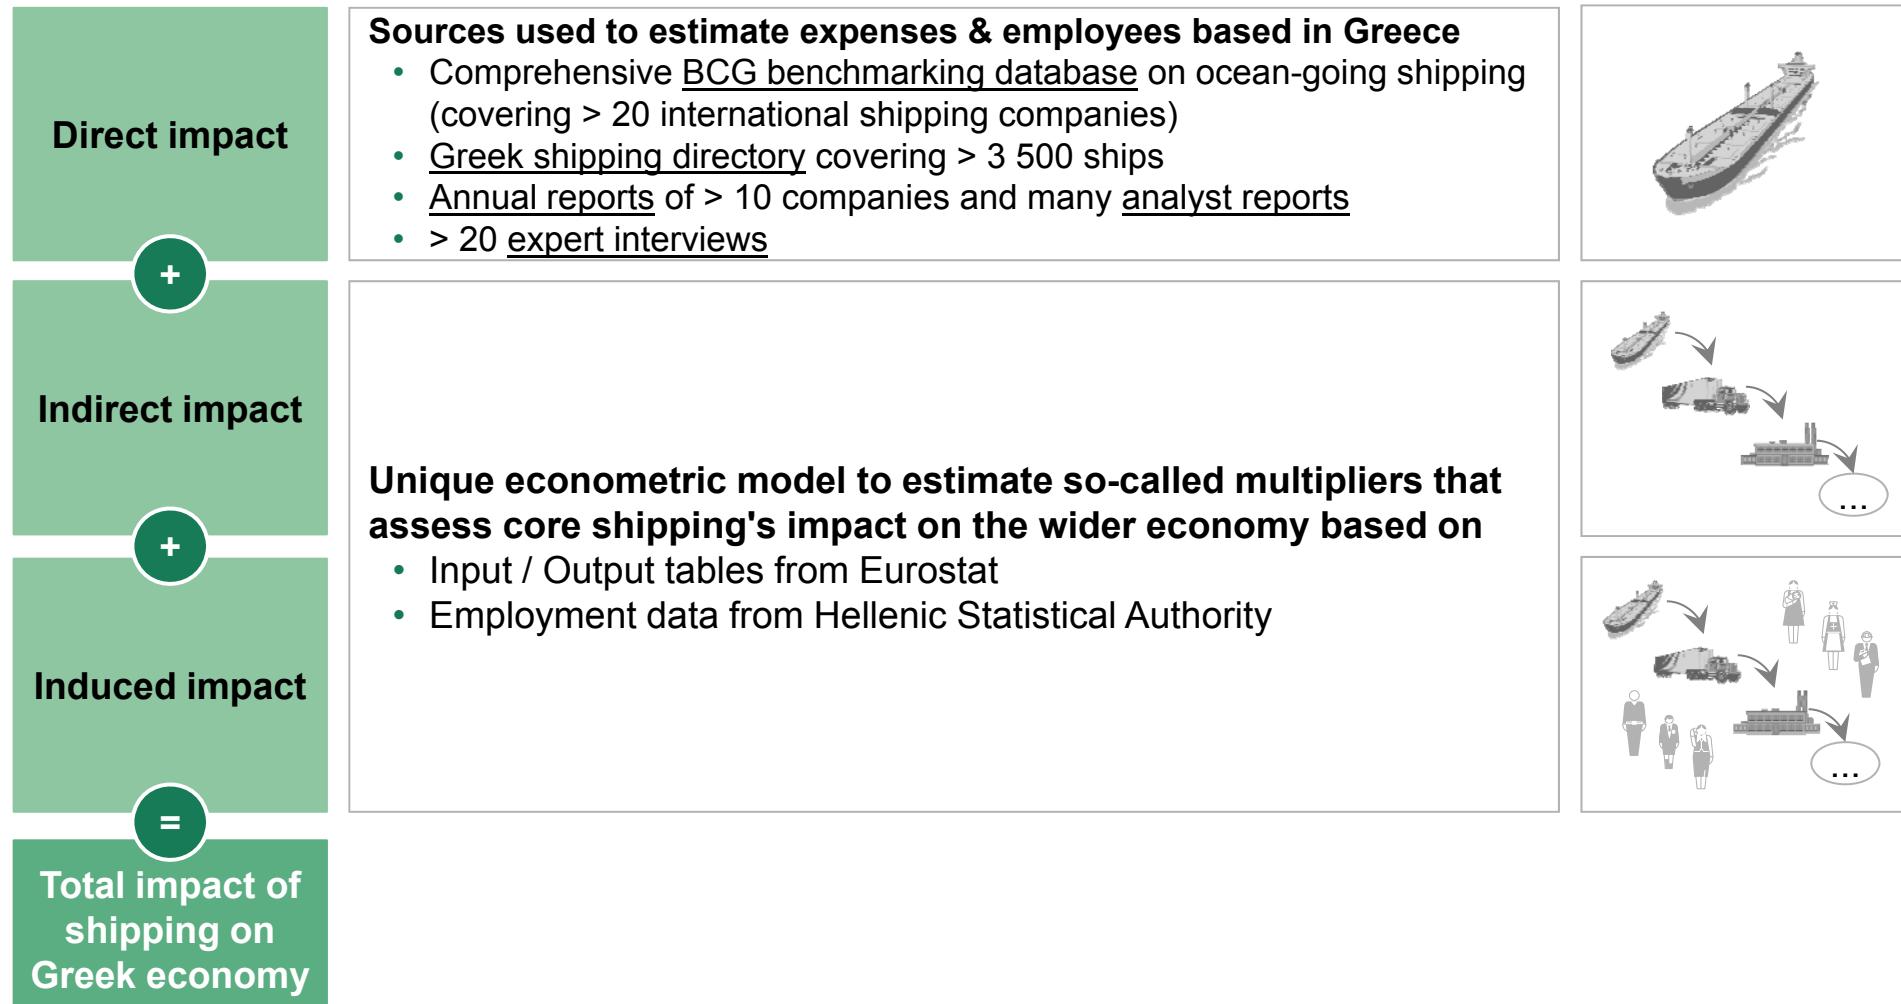 Direct impact
Sources used to estimate expenses & employees based in Greece
• Comprehensive BCG benchmarking database on ocean-going shipping
(covering > 20 international shipping companies)
• Greek shipping directory covering > 3 500 ships
• Annual reports of > 10 companies and many analyst reports
• > 20 expert interviews
+
Indirect impact
+
Induced impact
Unique econometric model to estimate so-called multipliers that
assess core shipping's impact on the wider economy based on
• Input / Output tables from Eurostat
• Employment data from Hellenic Statistical Authority
...
...
=
Total impact of
shipping on
Greek economy